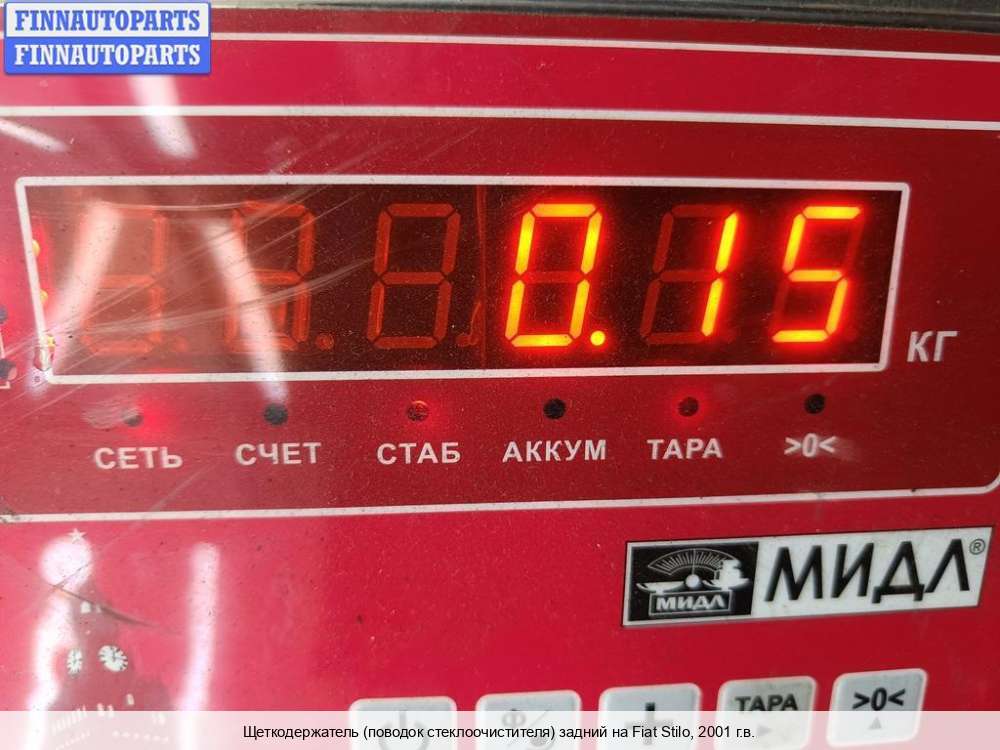 FINNAUTOPARTS
FINNAUTOPARTS
0.15
КГ
СЕТЬ СЧЕТ СТАБ АККУМ ТАРА >0<
МИДЛ МИДЛ®
ТАРА >0<
Щеткодержатель (поводок стеклоочистителя) задний на Fiat Stilo, 2001 г.в.